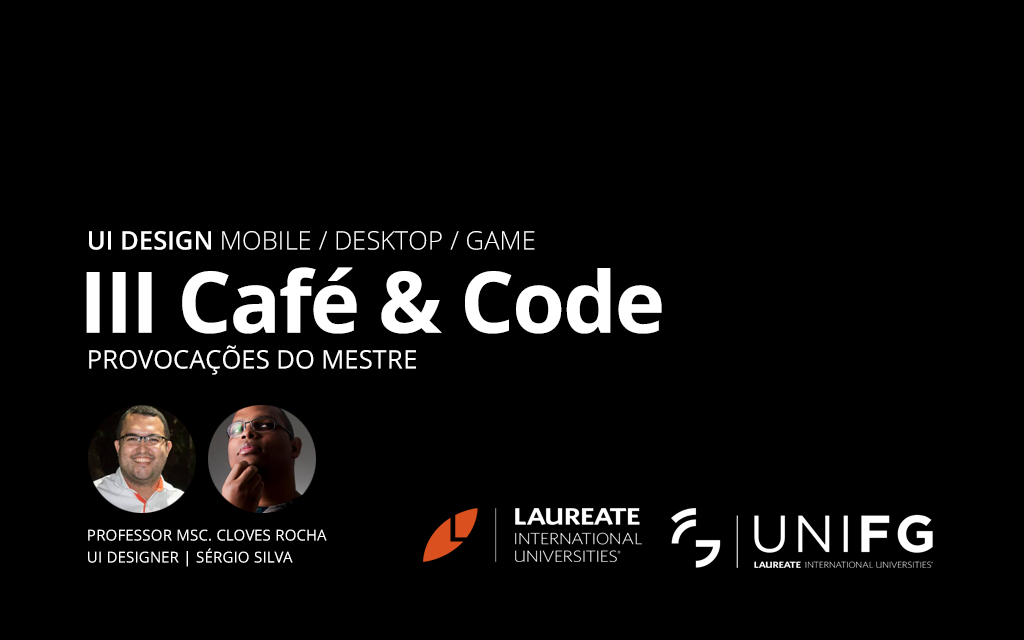 UI DESIGN MOBILE / DESKTOP / GAME
III Café & Code
PROVOCAÇÕES DO MESTRE
PROFESSOR MSC. CLOVES ROCHA
UI DESIGNER | SÉRGIO SILVA
LAUREATE
INTERNATIONAL
UNIVERSITIES®
UNIFG
LAUREATE INTERNATIONAL UNIVERSITIES®